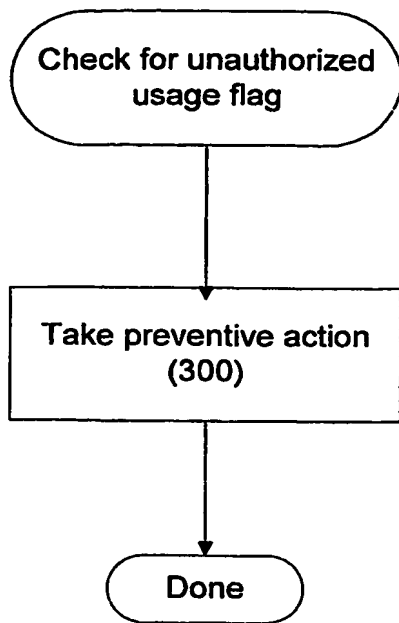 Check for unauthorized
usage flag
Take preventive action
(300)
Done